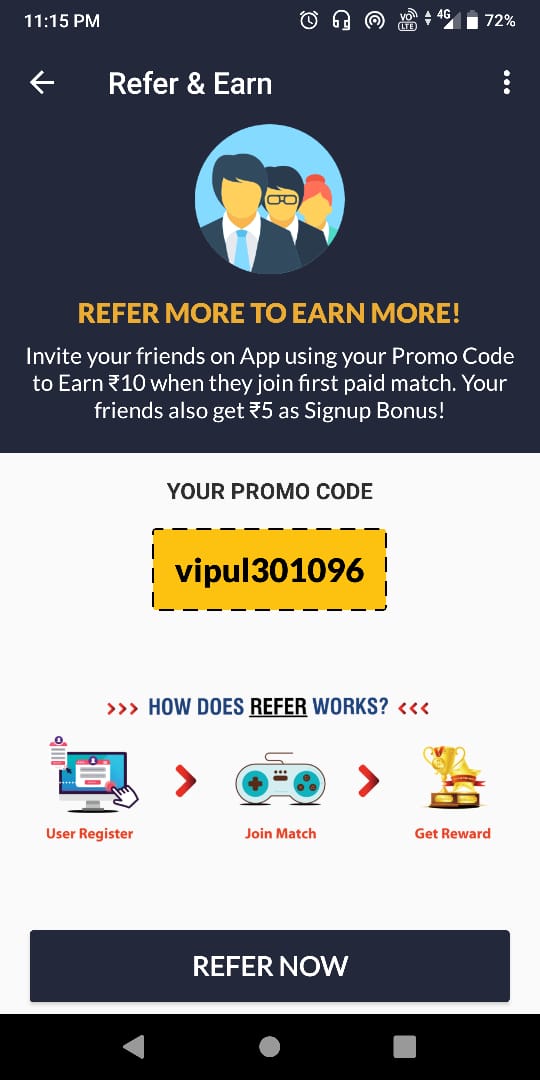 11:15 PM
VO LTE
4G
72%
Refer & Earn
REFER MORE TO EARN MORE!
Invite your friends on App using your Promo Code
to Earn ₹10 when they join first paid match. Your
friends also get ₹5 as Signup Bonus!
YOUR PROMO CODE
vipul301096
>>> HOW DOES REFER WORKS? <<<
User Register
Join Match
Get Reward
REFER NOW